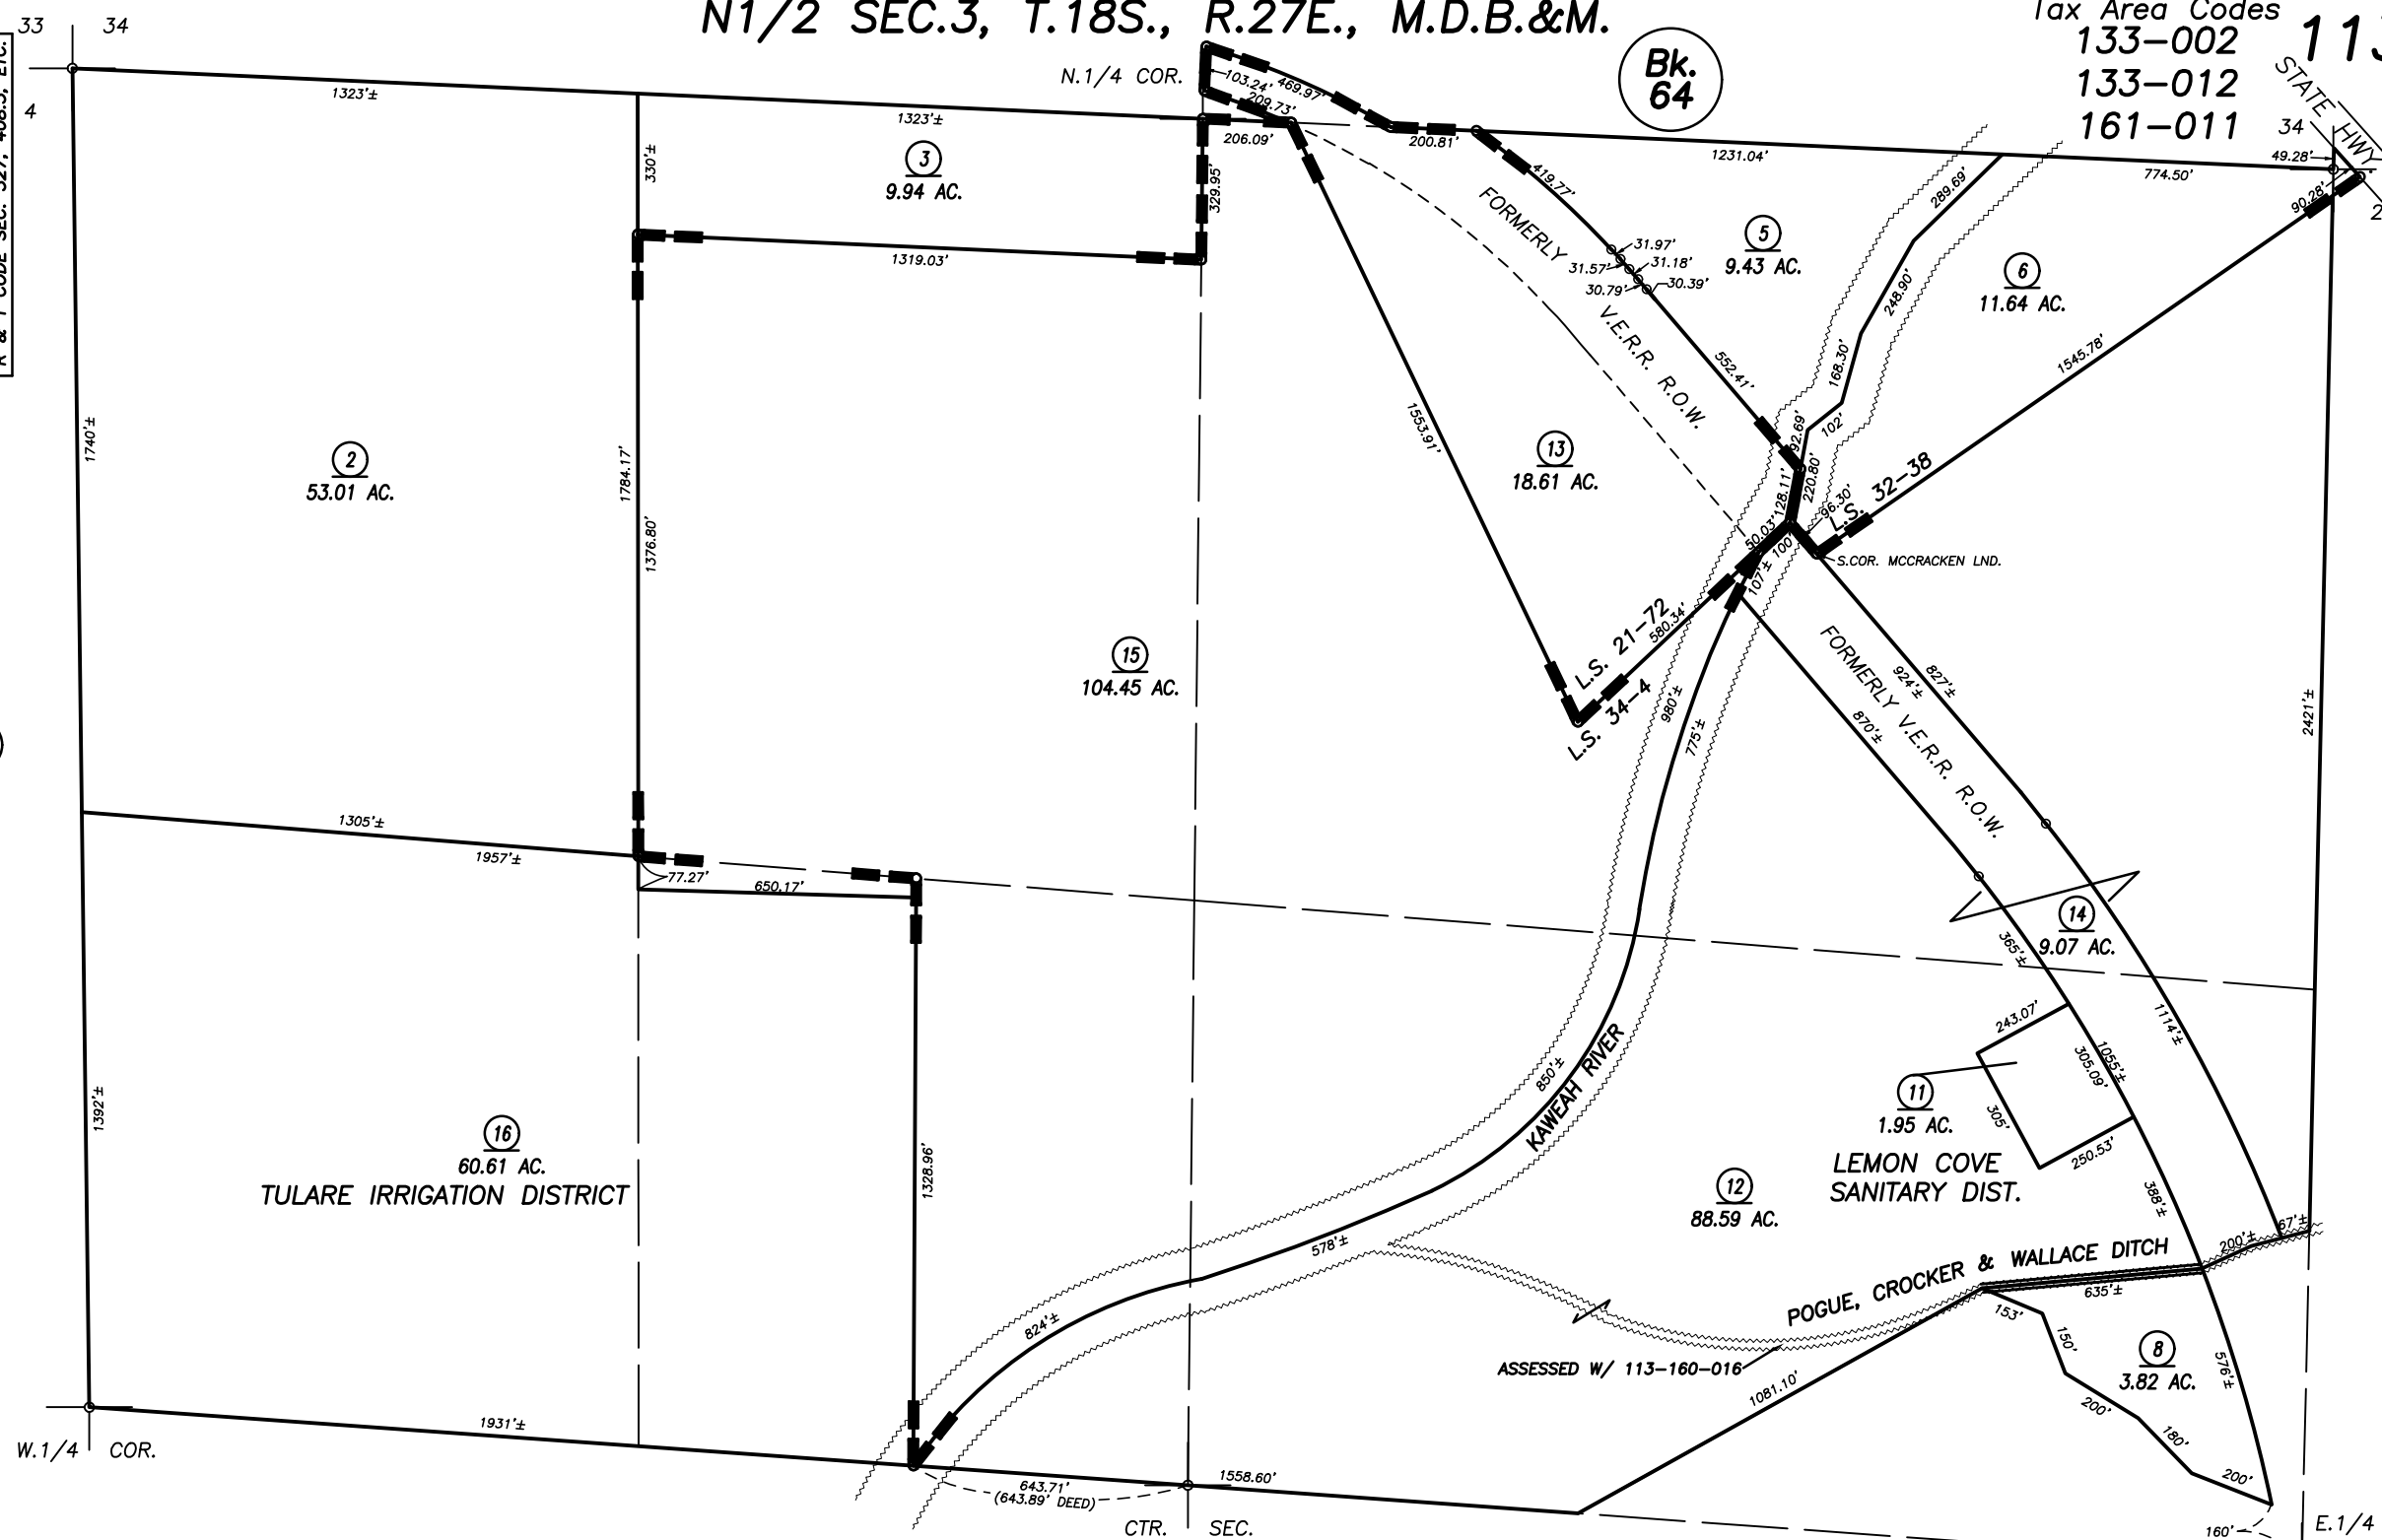 N1/2 SEC.3, T.18S., R.27E., M.D.B.&M.
Tax Area Codes
133-002
133-012
161-011
33 34
4
Bk.
64
N.1/4 COR.
STATE HWY.
34
1323'±
1323'±
103.24'
469.97'
209.73'
206.09'
200.81'
1231.04'
49.28'
774.50'
90.28'
330'±
3
9.94 AC.
329.95'
1319.03'
419.77'
FORMERLY
V.E.R.R. R.O.W.
31.97'
31.57'
31.18'
30.79'
30.39'
5
9.43 AC.
289.69'
248.90'
168.30'
102'
92.69'
6
11.64 AC.
1545.78'
552.41'
1740'±
2
53.01 AC.
1784.17'
1376.80'
1553.91'
13
18.61 AC.
128.11'
220.80'
96.30'
L.S. 32-38
50.03'
100'
107'±
S.COR. MCCRACKEN LND.
15
104.45 AC.
L.S. 21-72
580.34'
L.S. 34-4
980'±
775'±
FORMERLY V.E.R.R. R.O.W.
924'±
827'±
870'±
2421'±
1305'±
1957'±
77.27'
650.17'
14
9.07 AC.
365'±
1114'±
243.07'
1055'±
305.09'
305'
250.53'
11
1.95 AC.
LEMON COVE
SANITARY DIST.
1392'±
16
60.61 AC.
TULARE IRRIGATION DISTRICT
1328.96'
850'±
KAWEAH RIVER
12
88.59 AC.
388'±
578'±
824'±
67'±
200'±
POGUE, CROCKER & WALLACE DITCH
635'±
153'
150'
8
3.82 AC.
576'±
200'
180'
200'
ASSESSED W/ 113-160-016
1081.10'
1931'±
W.1/4 COR.
643.71'
(643.89' DEED)
1558.60'
CTR. SEC.
160'
E.1/4